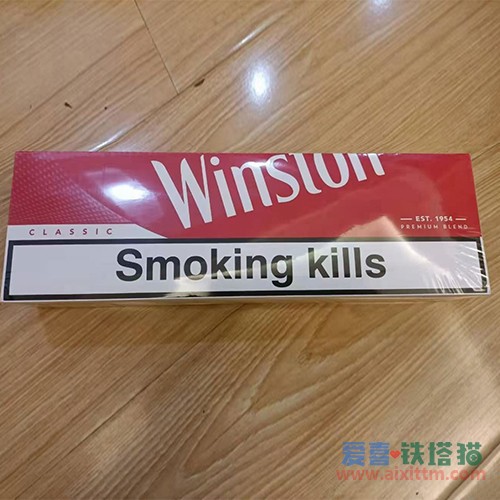 Winston
CLASSIC
EST. 1954
PREMIUM BLEND
Smoking kills
爱喜❤铁塔猫
www.aixittm.com